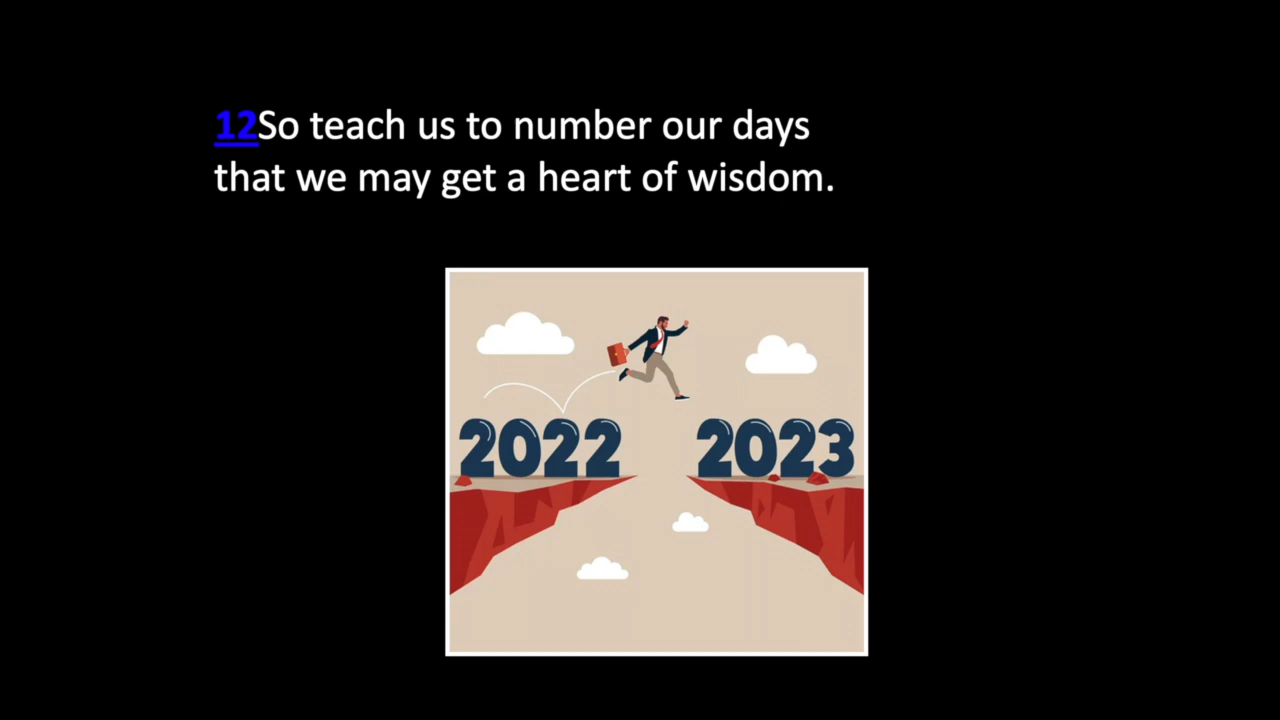 12So teach us to number our days
that we may get a heart of wisdom.
2022 2023